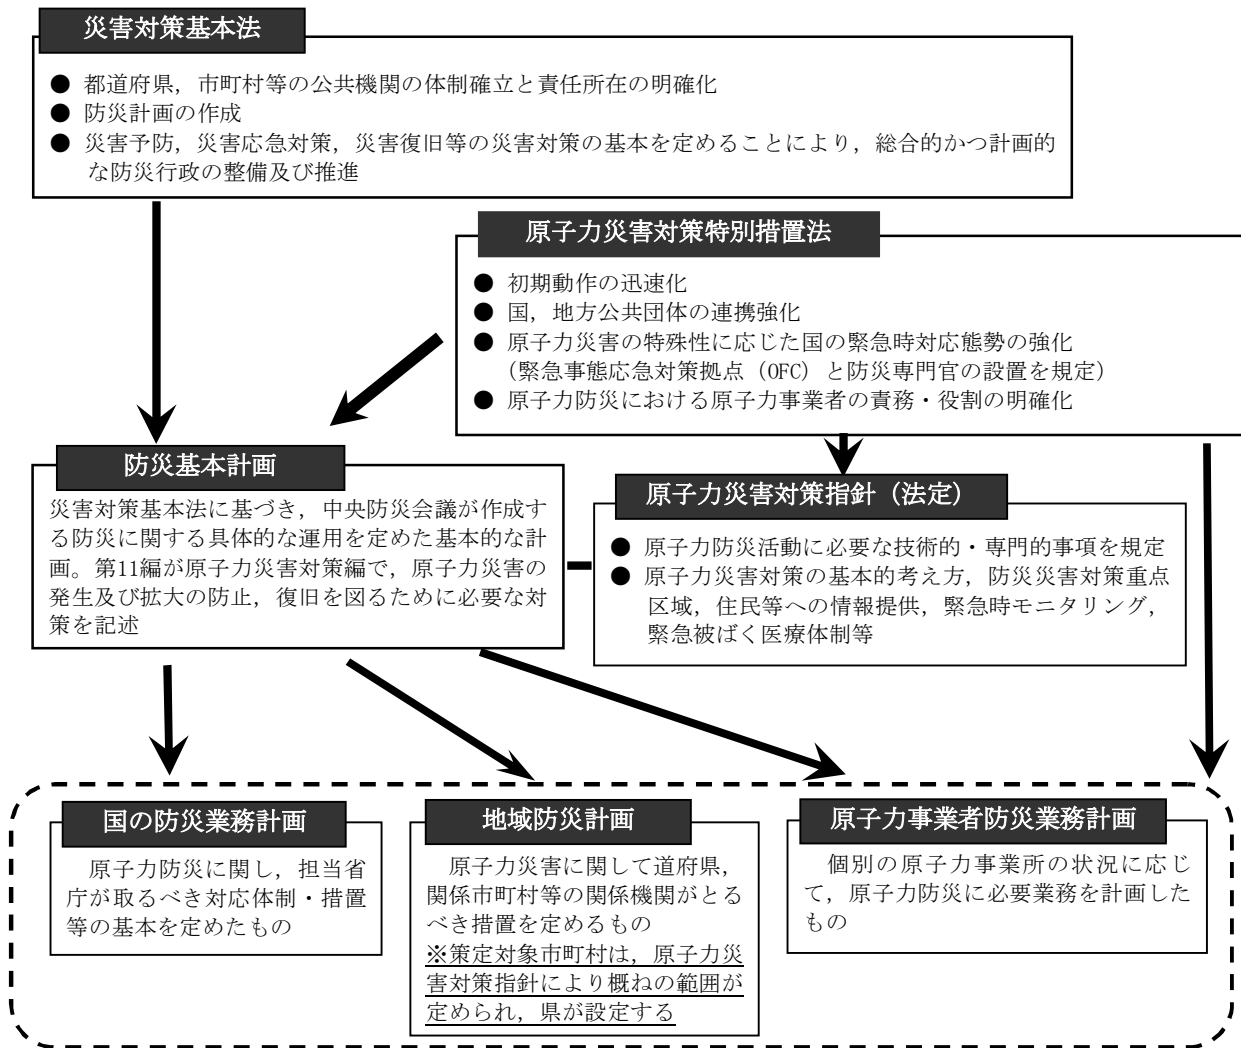 災害対策基本法
● 都道府県，市町村等の公共機関の体制確立と責任所在の明確化
● 防災計画の作成
● 災害予防，災害応急対策，災害復旧等の災害対策の基本を定めることにより，総合的かつ計画的
な防災行政の整備及び推進
原子力災害対策特別措置法
● 初期動作の迅速化
● 国，地方公共団体の連携強化
● 原子力災害の特殊性に応じた国の緊急時対応態勢の強化
（緊急事態応急対策拠点（OFC）と防災専門官の設置を規定）
● 原子力防災における原子力事業者の責務・役割の明確化
防災基本計画
災害対策基本法に基づき，中央防災会議が作成す
る防災に関する具体的な運用を定めた基本的な計
画。第11編が原子力災害対策編で，原子力災害の
発生及び拡大の防止，復旧を図るために必要な対
策を記述
原子力災害対策指針（法定）
● 原子力防災活動に必要な技術的・専門的事項を規定
● 原子力災害対策の基本的考え方，防災災害対策重点
区域，住民等への情報提供，緊急時モニタリング，
緊急被ばく医療体制等
国の防災業務計画
原子力防災に関し，担当省
庁が取るべき対応体制・措置
等の基本を定めたもの
地域防災計画
原子力災害に関して道府県，
関係市町村等の関係機関がとる
べき措置を定めるもの
※策定対象市町村は，原子力災
害対策指針により概ねの範囲が
定められ，県が設定する
原子力事業者防災業務計画
個別の原子力事業所の状況に応じ
て，原子力防災に必要業務を計画した
もの